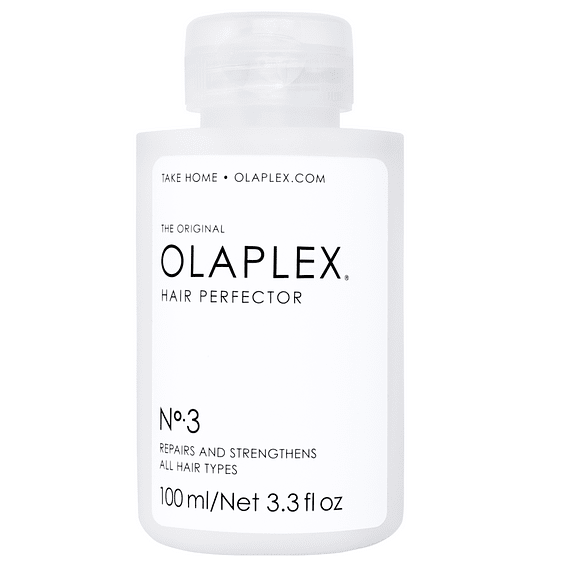 TAKE HOME • OLAPLEX.COM
THE ORIGINAL
OLAPLEX®
HAIR PERFECTOR
Nº.3
REPAIRS AND STRENGTHENS
ALL HAIR TYPES
100 ml/Net 3.3 fl oz